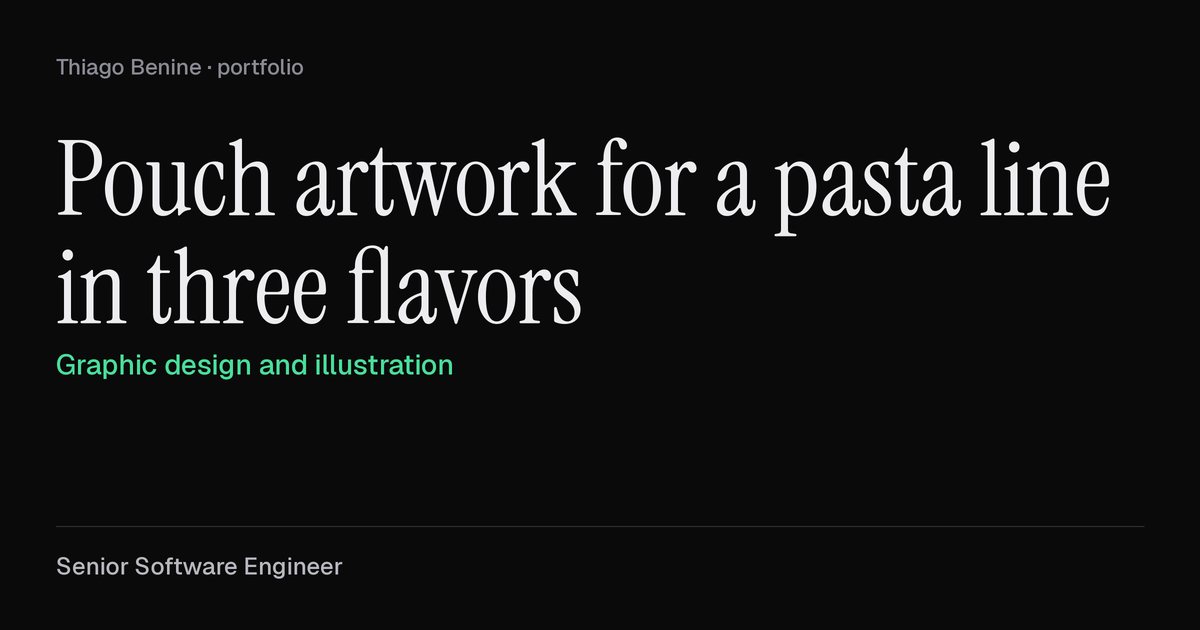 Thiago Benine · portfolio
Pouch artwork for a pasta line
in three flavors
Graphic design and illustration
Senior Software Engineer